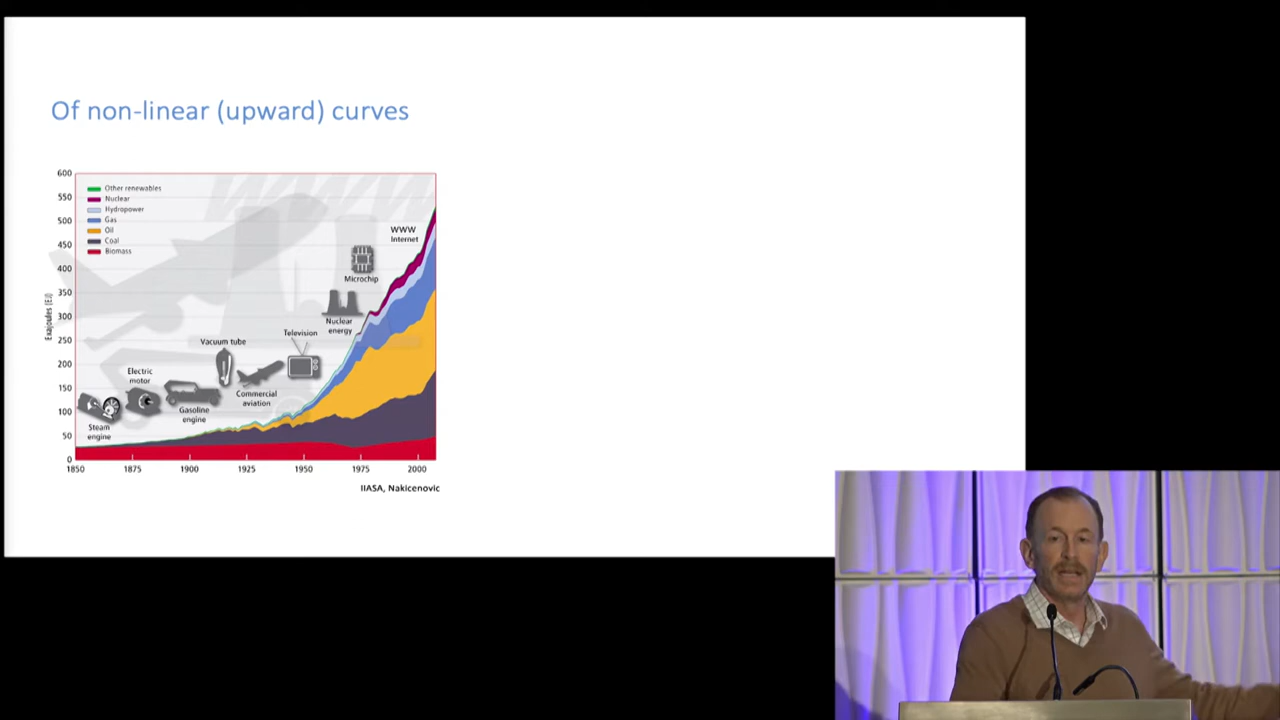 Of non-linear (upward) curves
600
550
500
450
400
350
300
250
200
150
100
50
0
Exajoules (EJ)
Other renewables
Nuclear
Hydropower
Gas
Oil
Coal
Biomass
WWW
Internet
Microchip
Nuclear
energy
Television
Vacuum tube
Commercial
aviation
Electric
motor
Gasoline
engine
Steam
engine
1850
1875
1900
1925
1950
1975
2000
IIASA, Nakicenovic